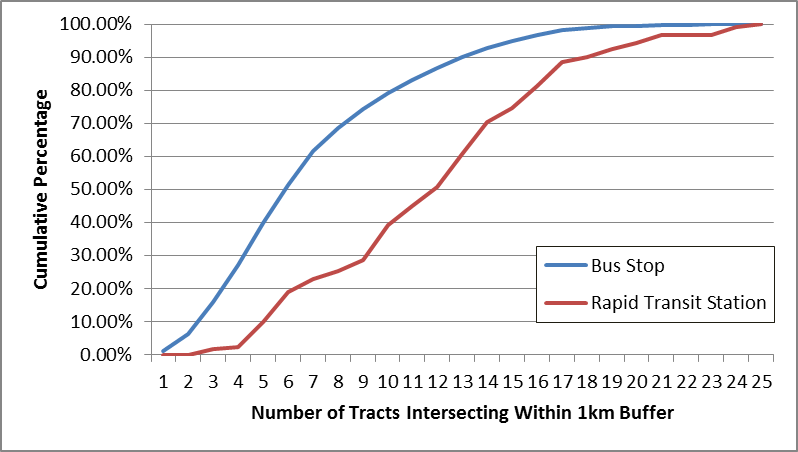 100.00%
90.00%
80.00%
70.00%
60.00%
50.00%
40.00%
30.00%
20.00%
10.00%
0.00%
Cumulative Percentage
Bus Stop
Rapid Transit Station
1 2 3 4 5 6 7 8 9 10 11 12 13 14 15 16 17 18 19 20 21 22 23 24 25
Number of Tracts Intersecting Within 1km Buffer